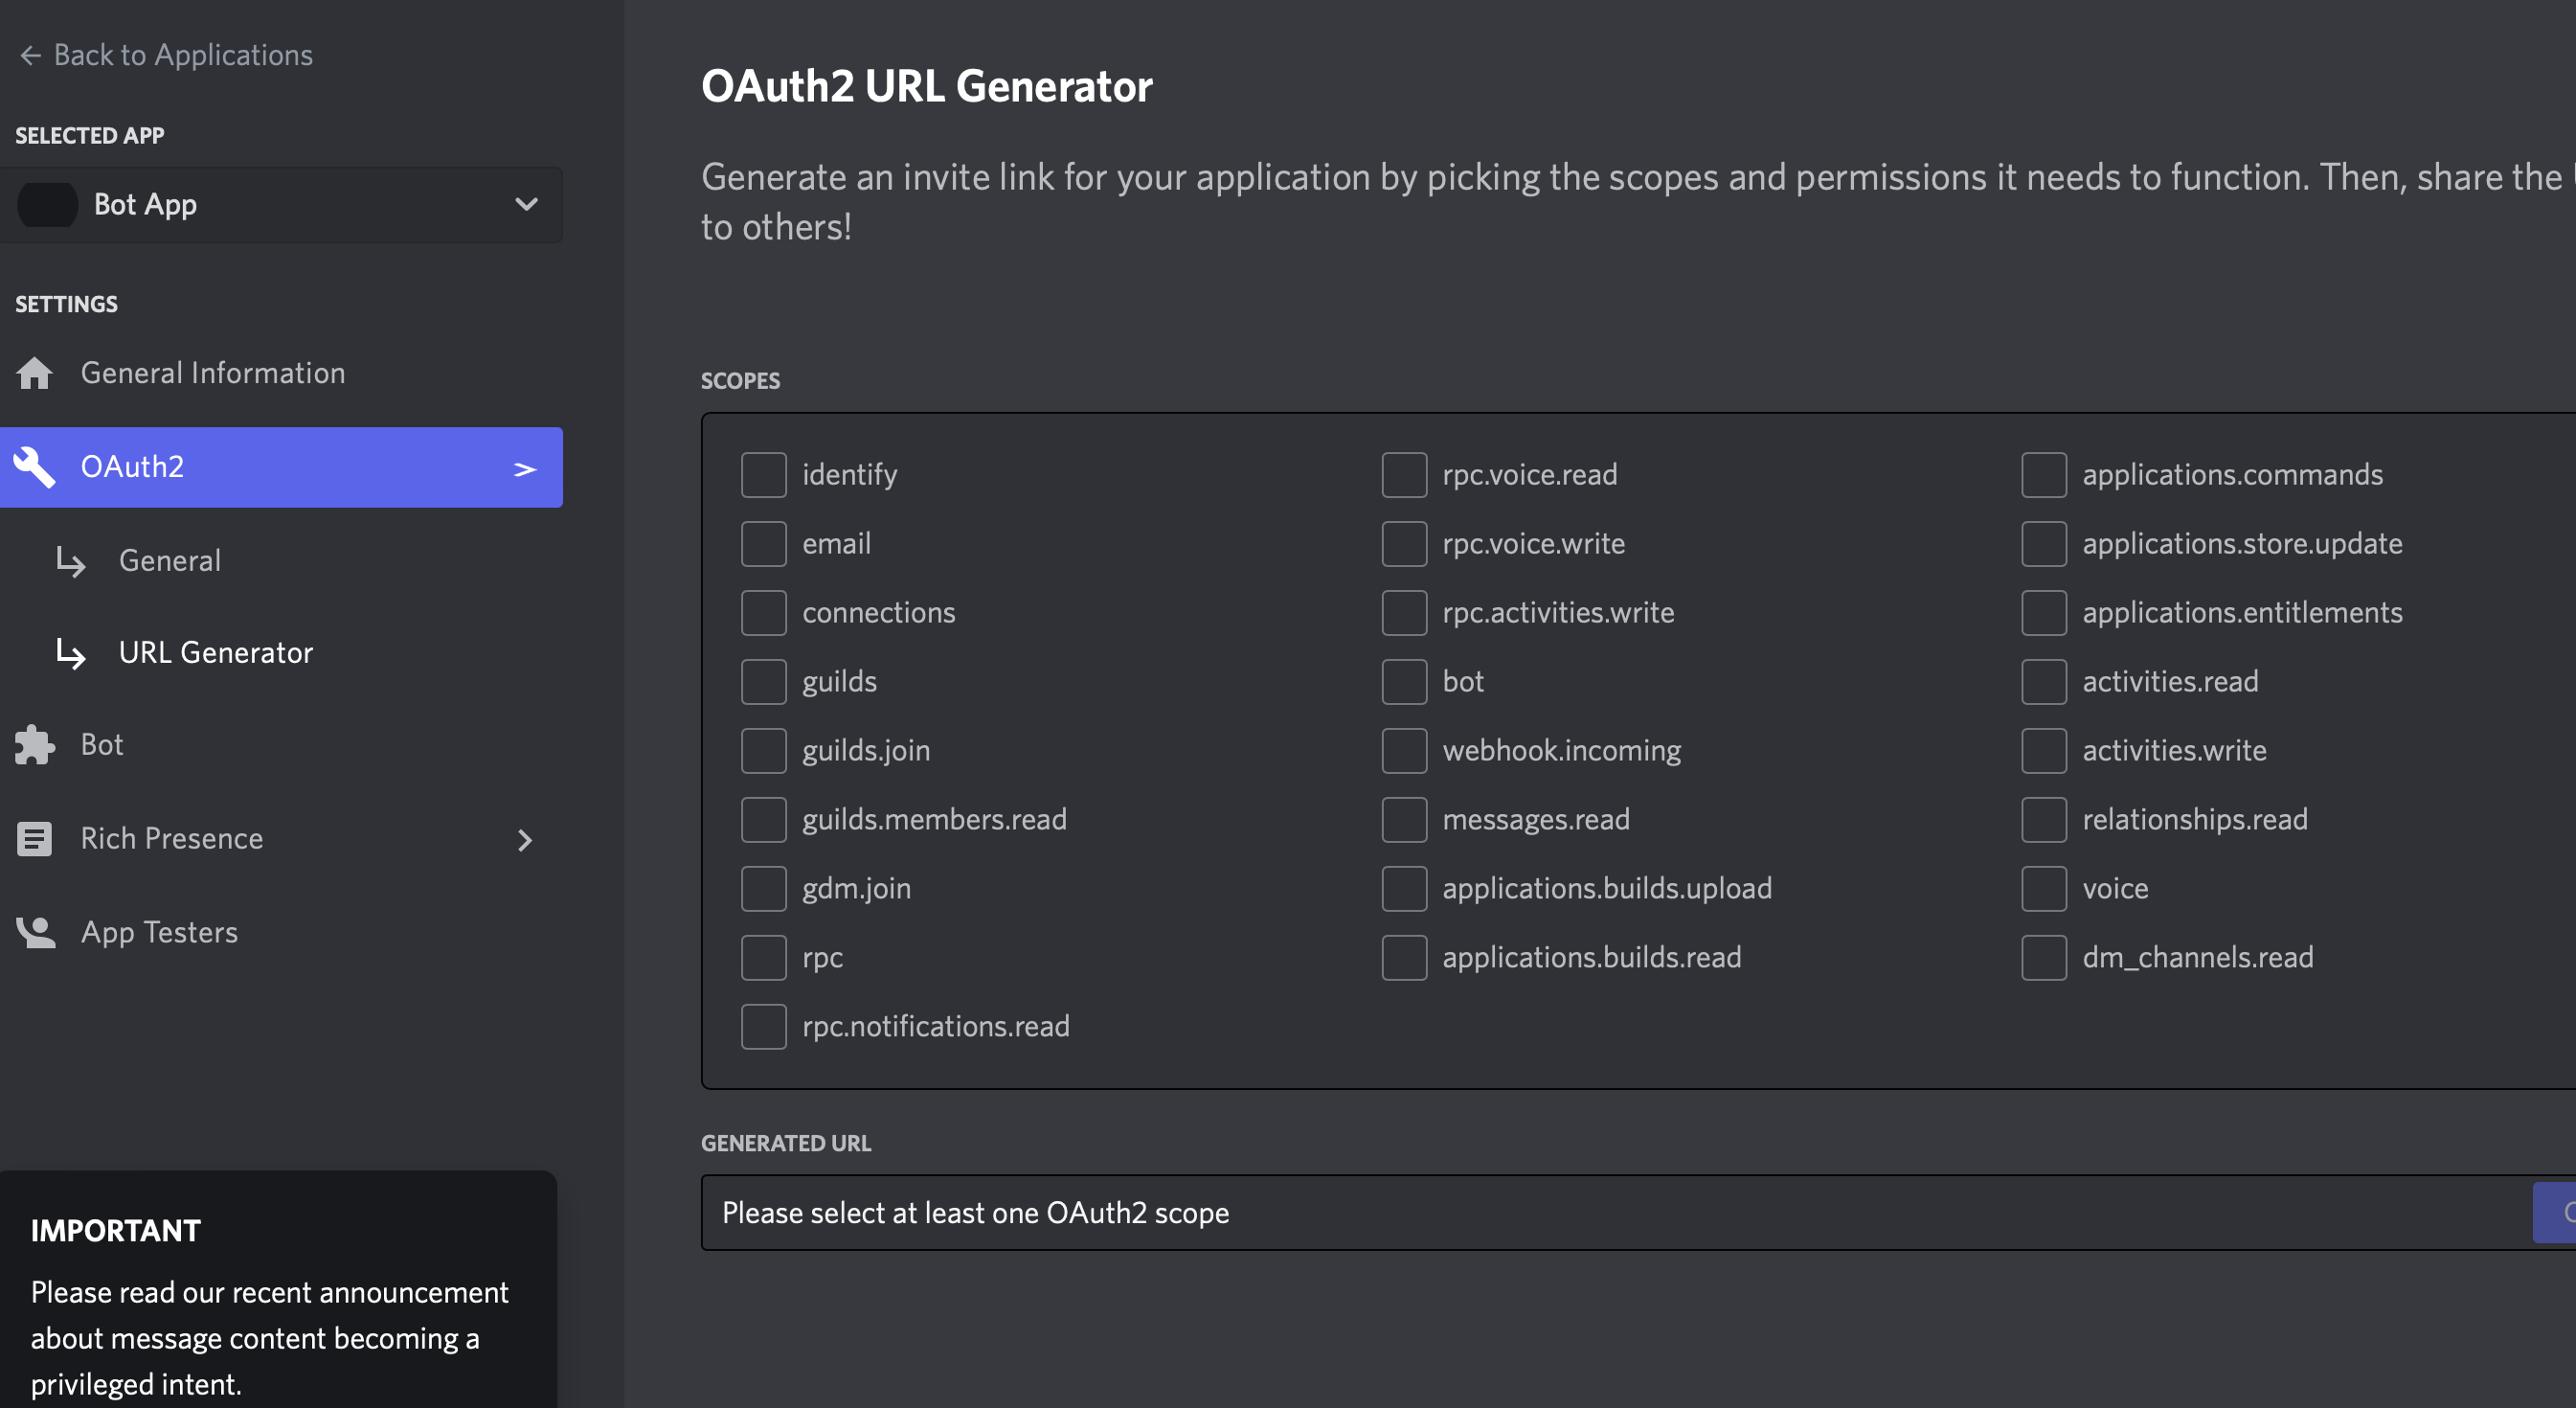 ← Back to Applications
SELECTED APP
Bot App
SETTINGS
General Information
OAuth2
General
URL Generator
Bot
Rich Presence
App Testers
IMPORTANT
Please read our recent announcement
about message content becoming a
privileged intent.
OAuth2 URL Generator
Generate an invite link for your application by picking the scopes and permissions it needs to function. Then, share the
to others!
SCOPES
identify
email
connections
guilds
guilds.join
guilds.members.read
gdm.join
rpc
rpc.notifications.read
rpc.voice.read
rpc.voice.write
rpc.activities.write
bot
webhook.incoming
messages.read
applications.builds.upload
applications.builds.read
applications.commands
applications.store.update
applications.entitlements
activities.read
activities.write
relationships.read
voice
dm_channels.read
GENERATED URL
Please select at least one OAuth2 scope